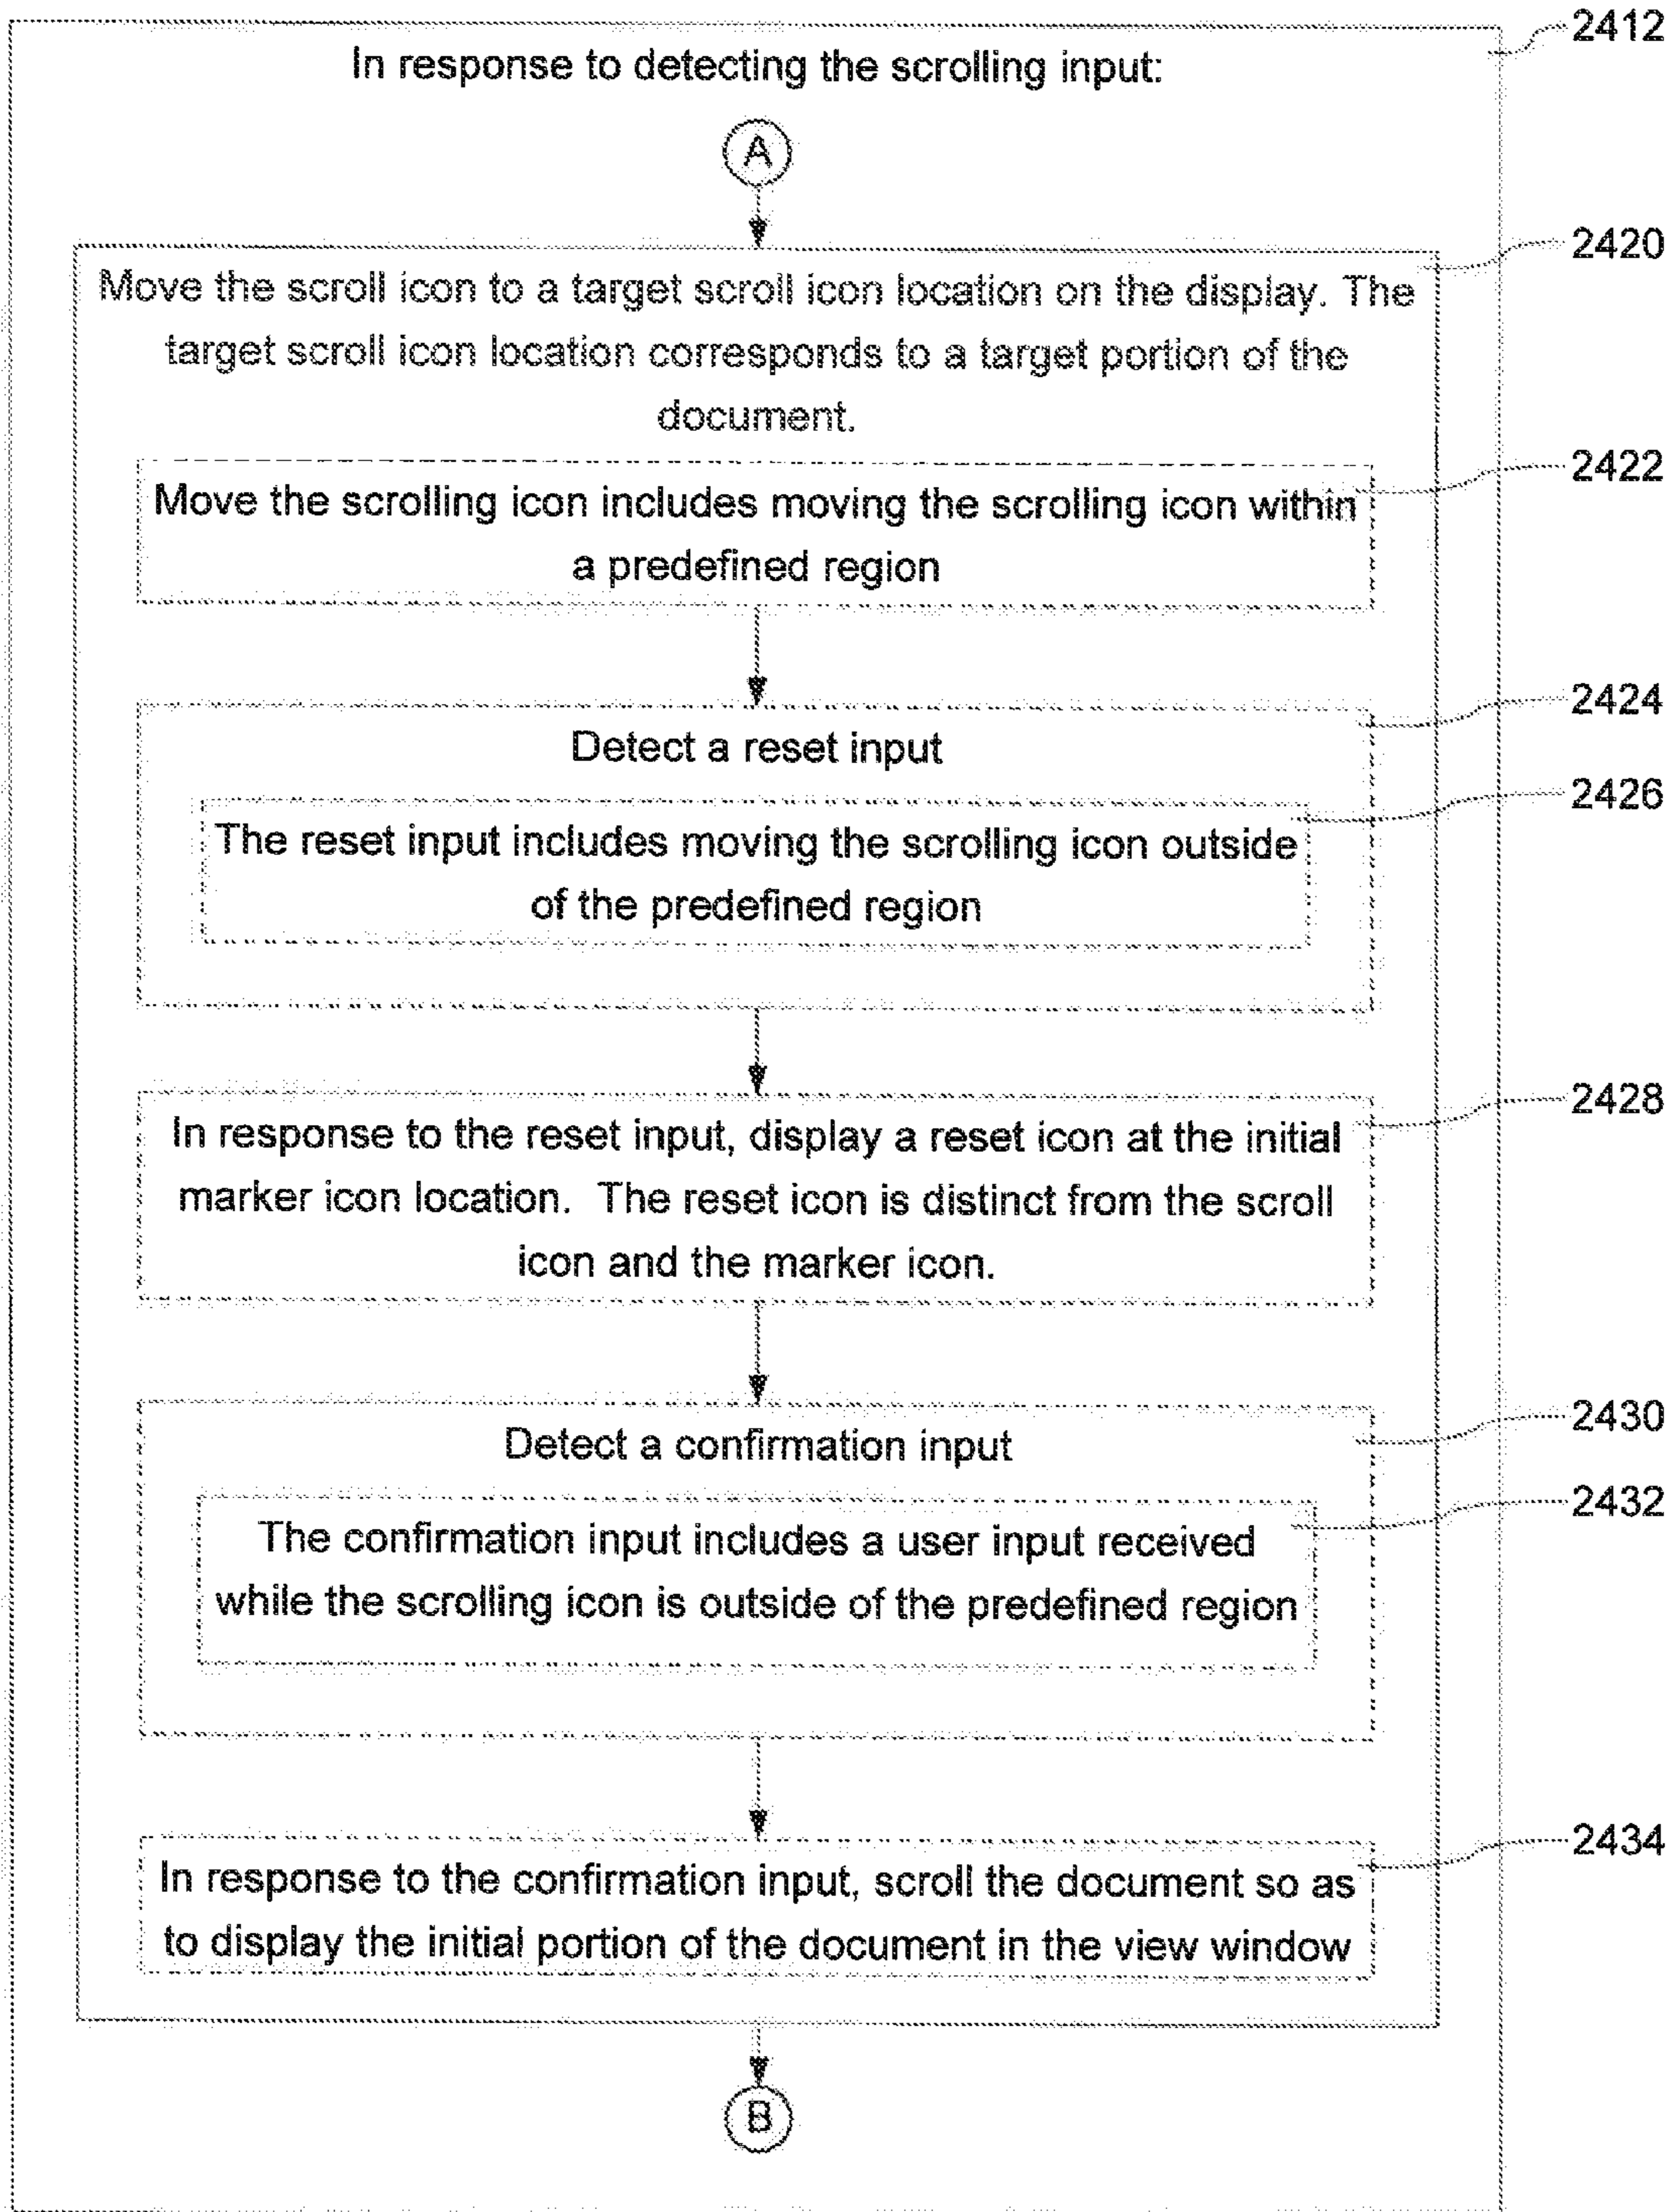 2412
In response to detecting the scrolling input:
A
2420
Move the scroll icon to a target scroll icon location on the display. The
target scroll icon location corresponds to a target portion of the
document.
2422
Move the scrolling icon includes moving the scrolling icon within
a predefined region
2424
Detect a reset input
2426
The reset input includes moving the scrolling icon outside
of the predefined region
2428
In response to the reset input, display a reset icon at the initial
marker icon location. The reset icon is distinct from the scroll
icon and the marker icon.
2430
Detect a confirmation input
2432
The confirmation input includes a user input received
while the scrolling icon is outside of the predefined region
2434
In response to the confirmation input, scroll the document so as
to display the initial portion of the document in the view window
B